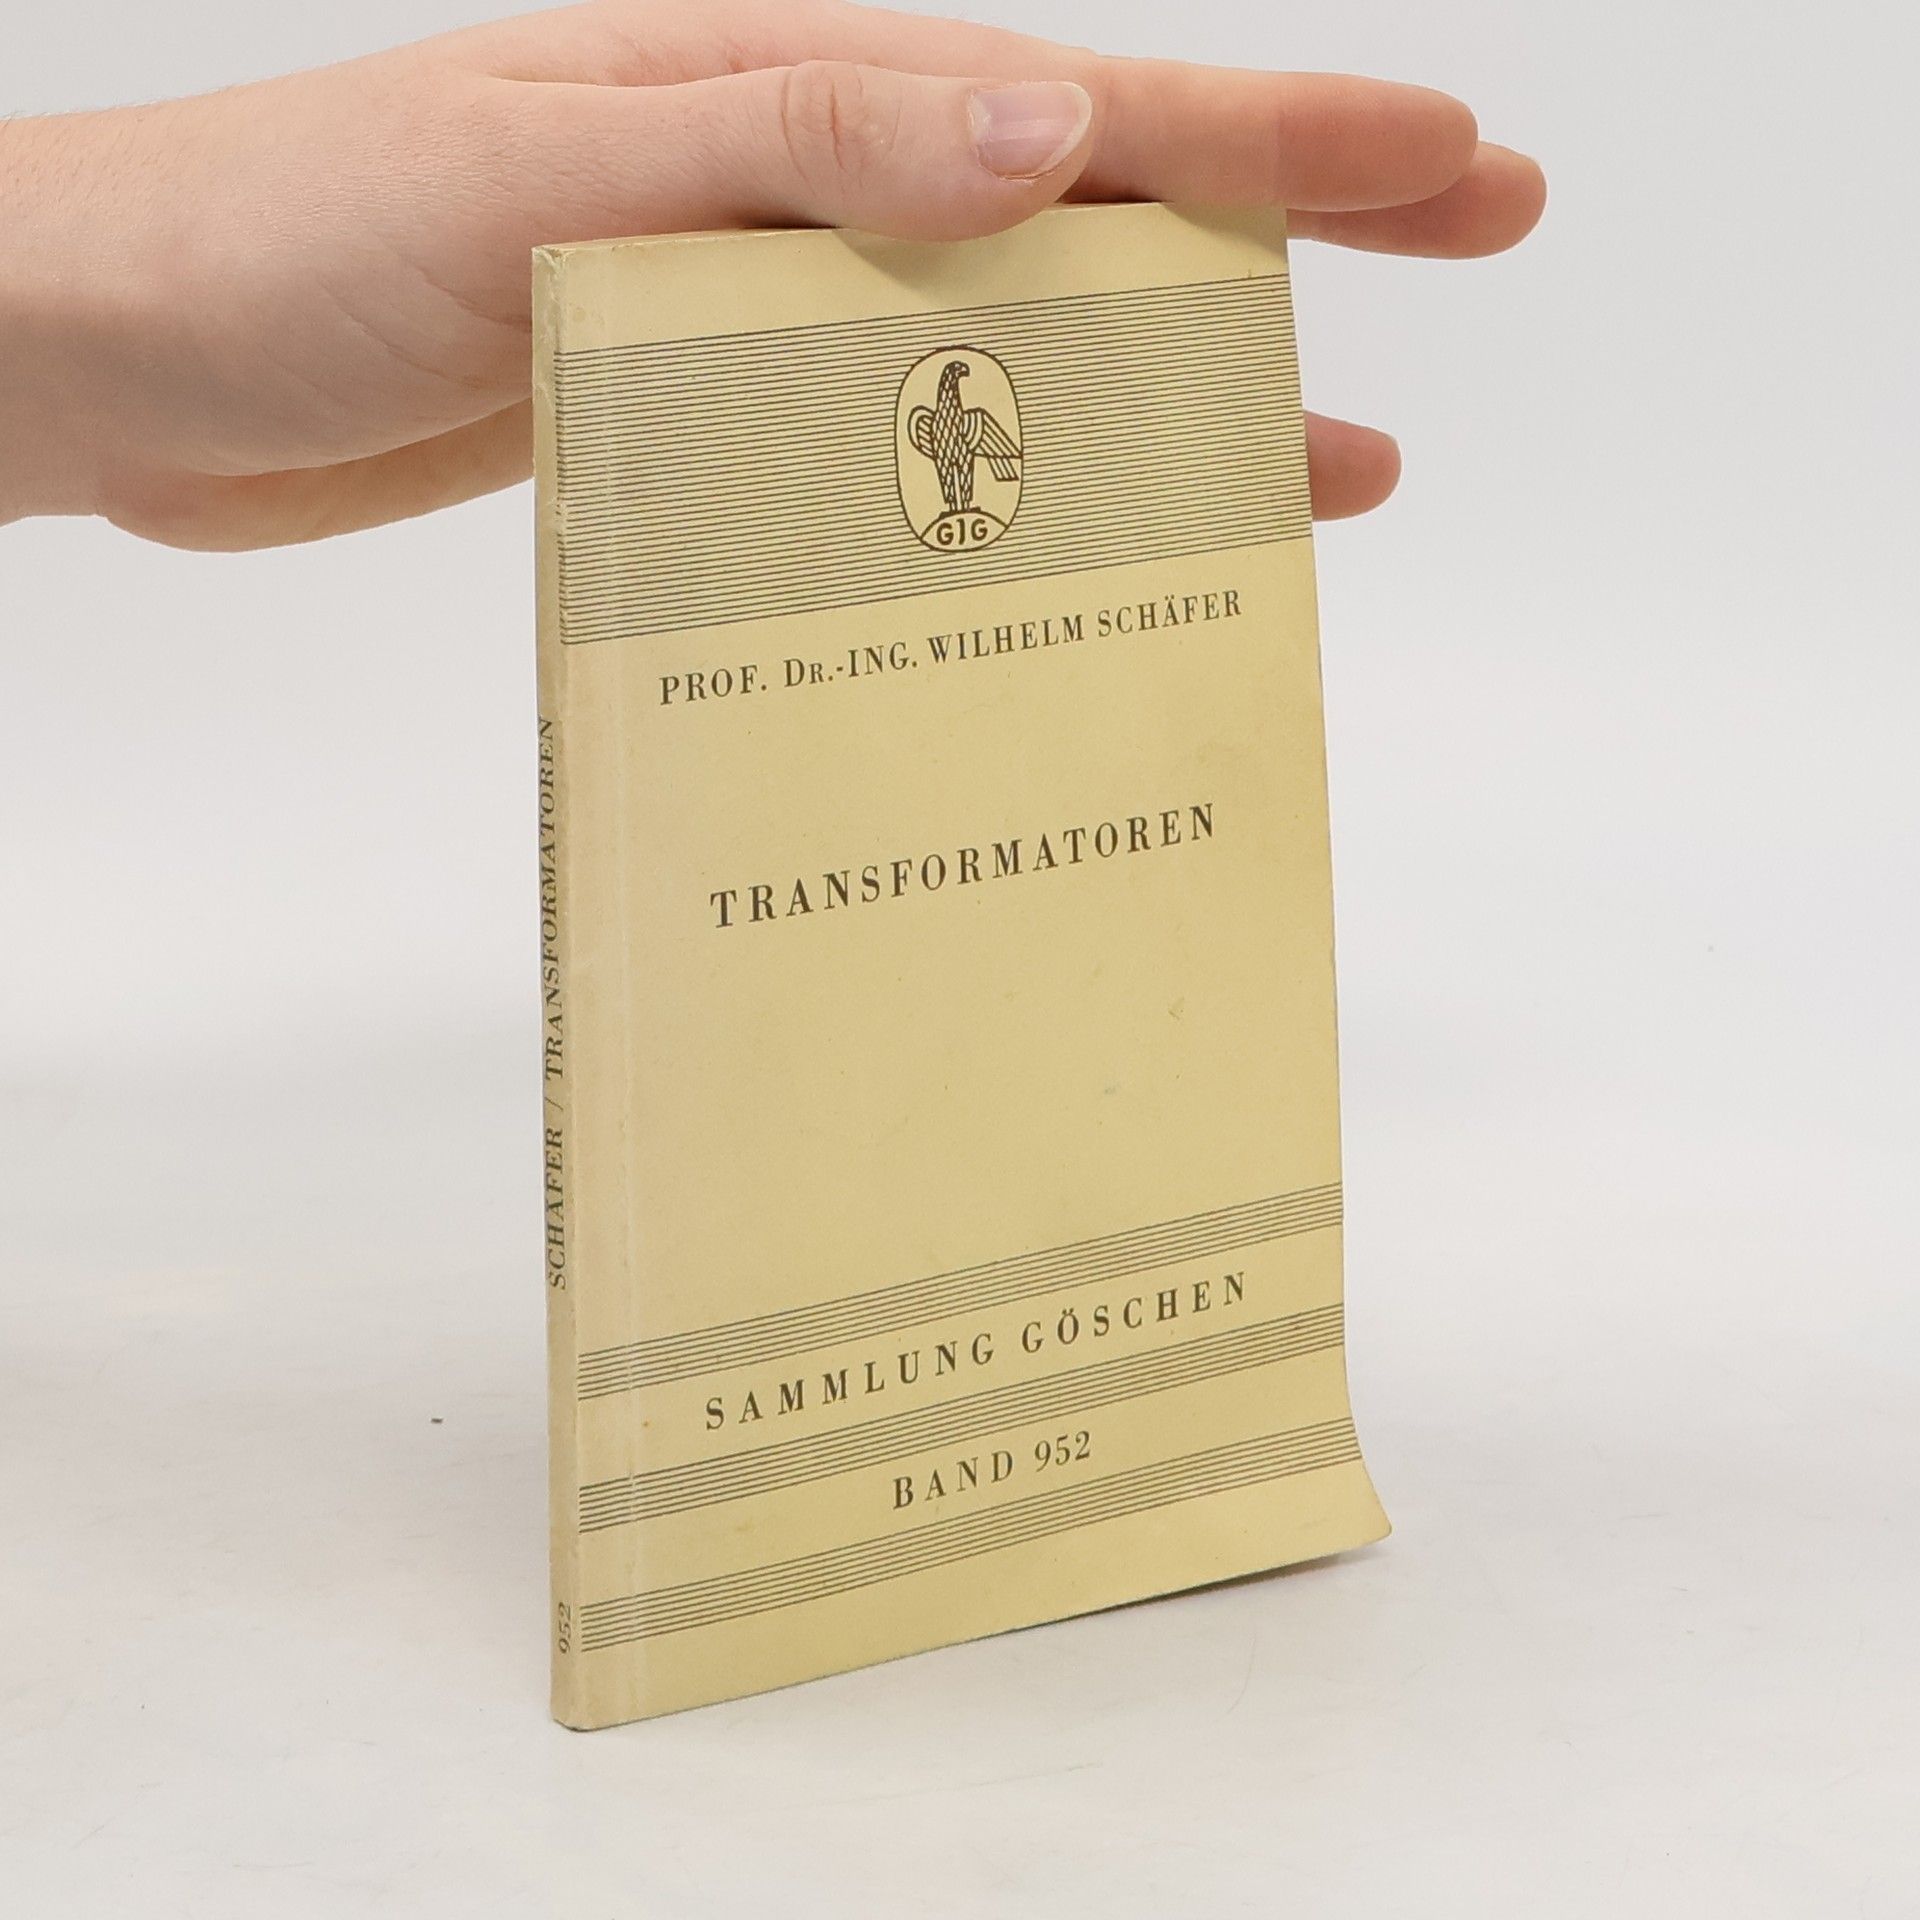 GJG
PROF. DR.-ING. WILHELM SCHÄFER
TRANSFORMATOREN
SAMMLUNG GÖSCHEN
BAND 952
SCHÄFER / TRANSFORMATOREN
952